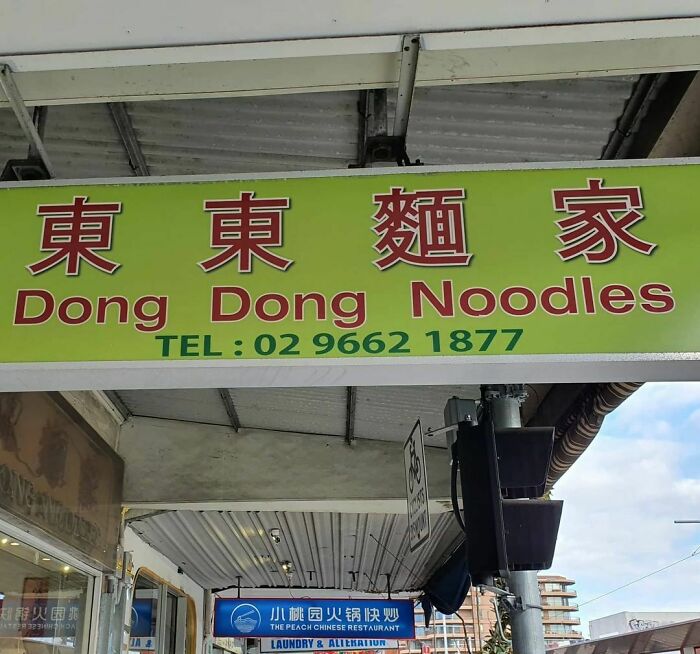 東東麵家
Dong Dong Noodles
TEL : 02 9662 1877
小桃园火锅快炒
THE PEACH CHINESE RESTAURANT
LAUNDRY & ALTERATION